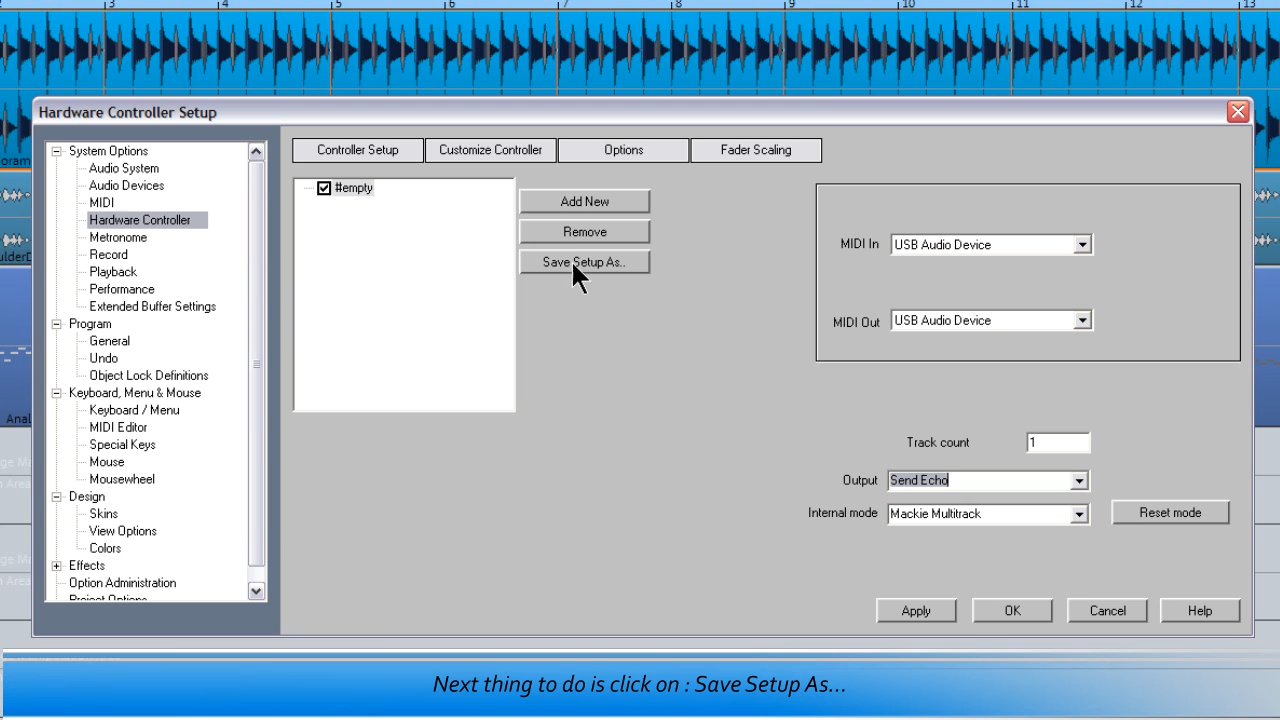 3 4 5 6 7 8 9 10 11 12 13
Hardware Controller Setup
System Options
Audio System
Audio Devices
MIDI
Hardware Controller
Metronome
Record
Playback
Performance
Extended Buffer Settings
Program
General
Undo
Object Lock Definitions
Keyboard, Menu & Mouse
Keyboard / Menu
MIDI Editor
Special Keys
Mouse
Mousewheel
Design
Skins
View Options
Colors
Effects
Option Administration
Project Options
Controller Setup
Customize Controller
Options
Fader Scaling
#empty
Add New
Remove
Save Setup As..
MIDI In
USB Audio Device
MIDI Out
USB Audio Device
Track count
1
Output
Send Echo
Internal mode
Mackie Multitrack
Reset mode
Apply
OK
Cancel
Help
Next thing to do is click on : Save Setup As...